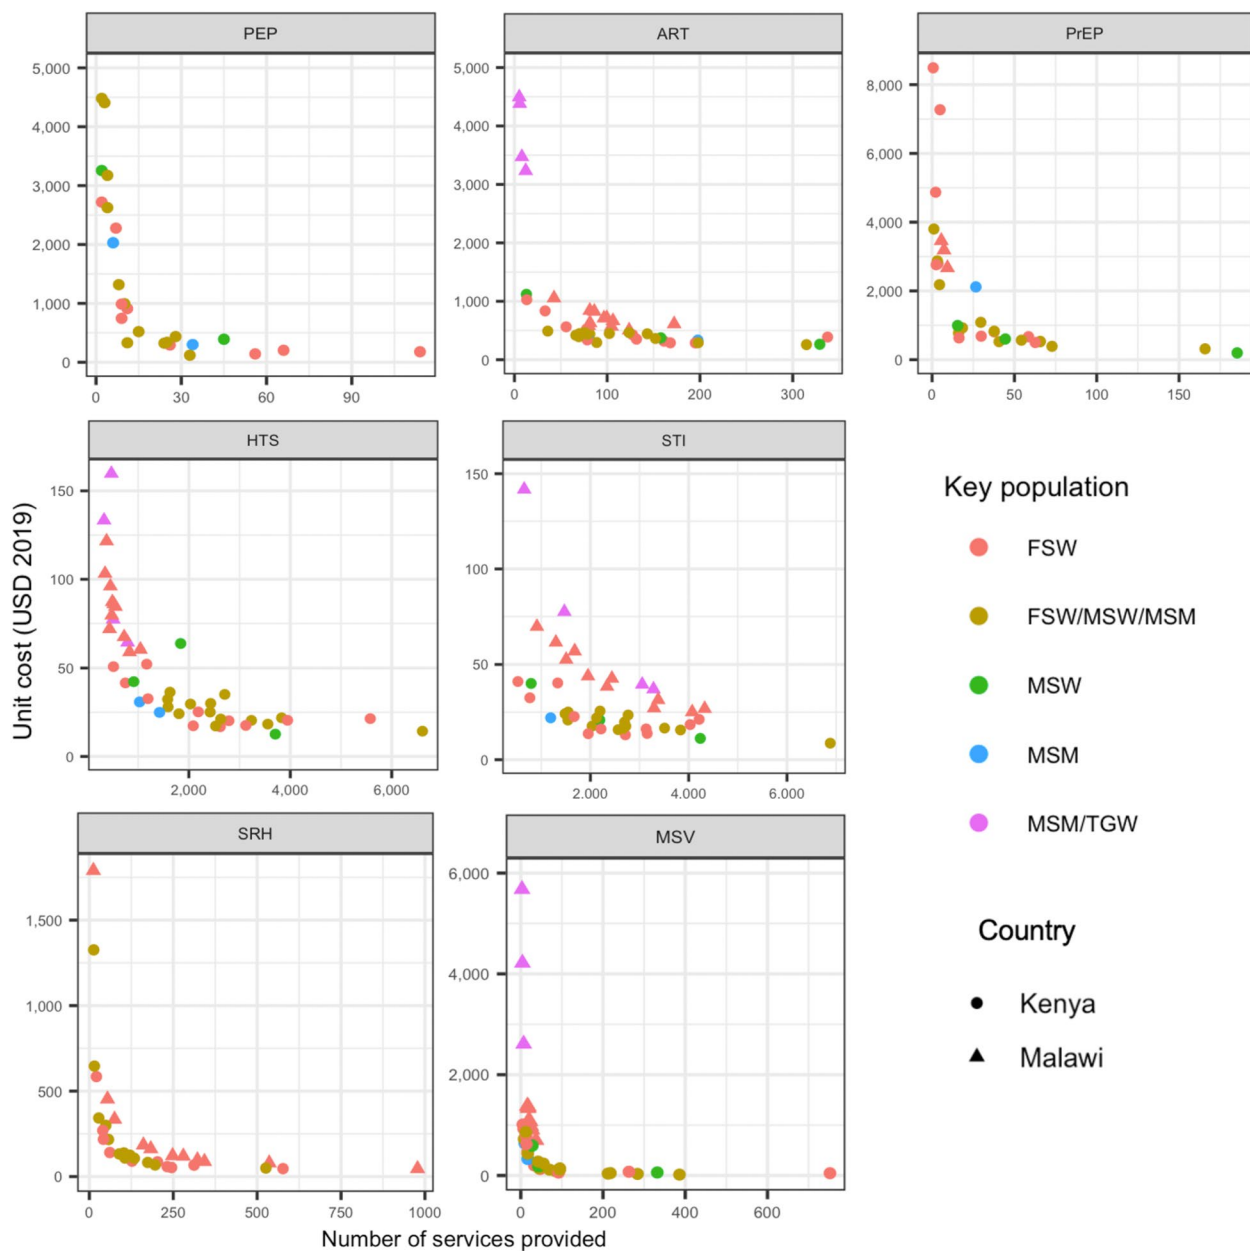 PEP
ART
PrEP
5,000
4,000
3,000
2,000
1,000
0
0 30 60 90
5,000
4,000
3,000
2,000
1,000
0
0 100 200 300
8,000
6,000
4,000
2,000
0
0 50 100 150
HTS
STI
150
100
50
0
2,000 4,000 6,000
150
100
50
0
2.000 4.000 6.000
Unit cost (USD 2019)
Key population
FSW
FSW/MSW/MSM
MSW
MSM
MSM/TGW
SRH
MSV
1,500
1,000
500
0
0 250 500 750 1000
6,000
4,000
2,000
0
0 200 400 600
Country
Kenya
Malawi
Number of services provided